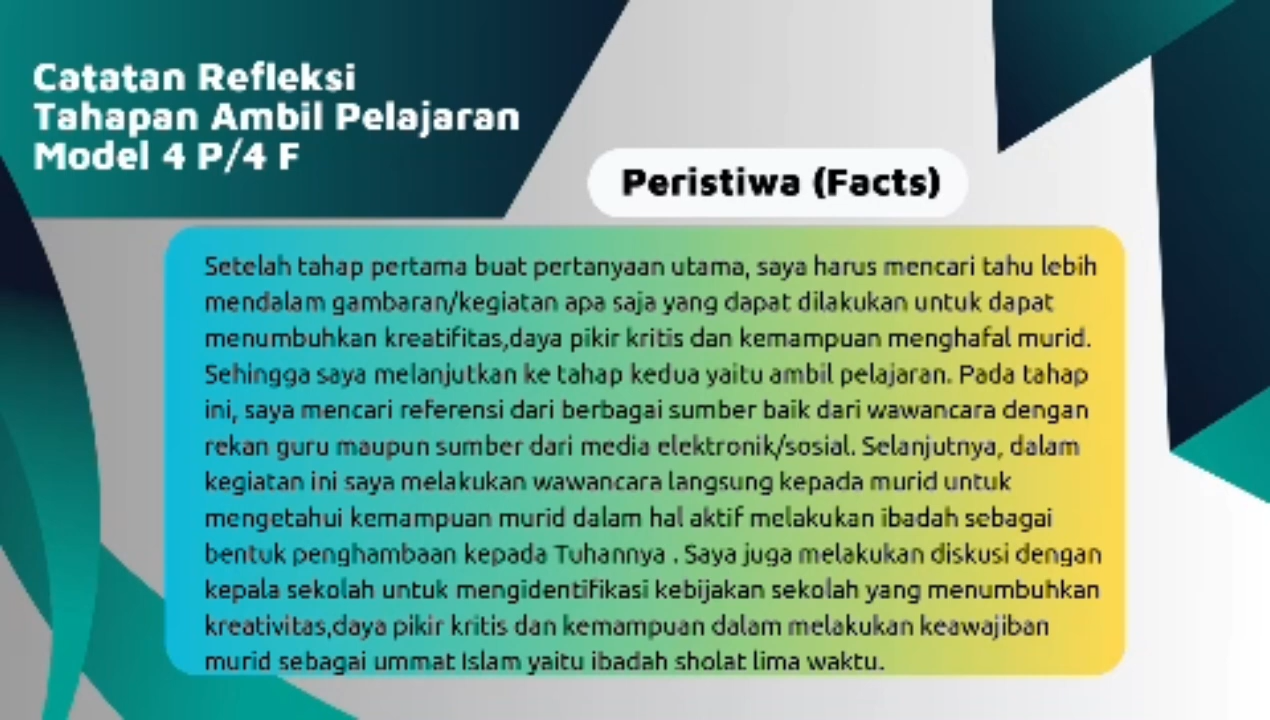 Catatan Refleksi
Tahapan Ambil Pelajaran
Model 4 P/4 F
Peristiwa (Facts)
Setelah tahap pertama buat pertanyaan utama, saya harus mencari tahu lebih
mendalam gambaran/kegiatan apa saja yang dapat dilakukan untuk dapat
menumbuhkan kreatifitas,daya pikir kritis dan kemampuan menghafal murid.
Sehingga saya melanjutkan ke tahap kedua yaitu ambil pelajaran. Pada tahap
ini, saya mencari referensi dari berbagai sumber baik dari wawancara dengan
rekan guru maupun sumber dari media elektronik/sosial. Selanjutnya, dalam
kegiatan ini saya melakukan wawancara langsung kepada murid untuk
mengetahui kemampuan murid dalam hal aktif melakukan ibadah sebagai
bentuk penghambaan kepada Tuhannya . Saya juga melakukan diskusi dengan
kepala sekolah untuk mengidentifikasi kebijakan sekolah yang menumbuhkan
kreativitas,daya pikir kritis dan kemampuan dalam melakukan keawajiban
murid sebagai ummat Islam yaitu ibadah sholat lima waktu.